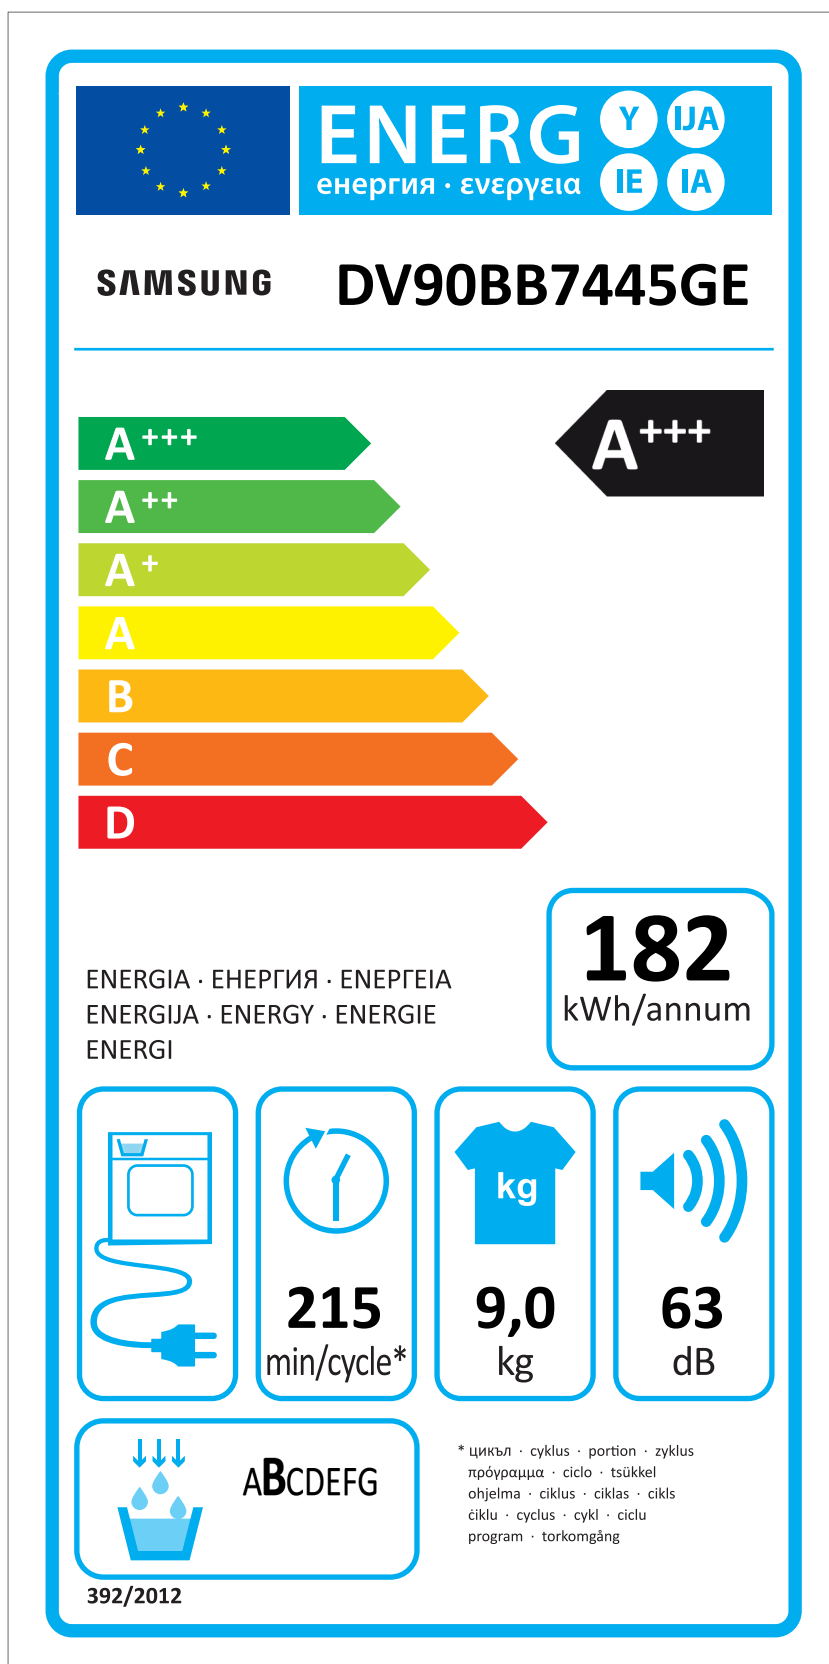 ENERG Y IJA
енергия · ενεργεια IE IA
SAMSUNG DV90BB7445GE
A+++ A+++
A++
A+
A
B
C
D
182
kWh/annum
ENERGIA · ЕНЕРГИЯ · ΕΝΕΡΓΕΙΑ
ENERGIJA · ENERGY · ENERGIE
ENERGI
kg
215 9,0 63
min/cycle* kg dB
ABCDEFG
* цикъл · cyklus · portion · zyklus
πρόγραμμα · ciclo · tsükkel
ohjelma · ciklus · ciklas · cikls
ċiklu · cyclus · cykl · ciclu
program · torkomgång
392/2012